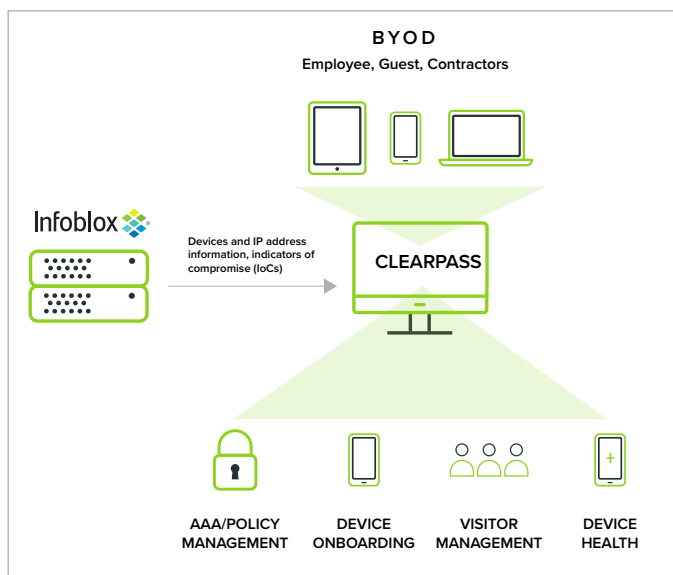 BYOD
Employee, Guest, Contractors
Infoblox
Devices and IP address
information, indicators of
compromise (IoCs)
CLEARPASS
AAA/POLICY
MANAGEMENT
DEVICE
ONBOARDING
VISITOR
MANAGEMENT
DEVICE
HEALTH